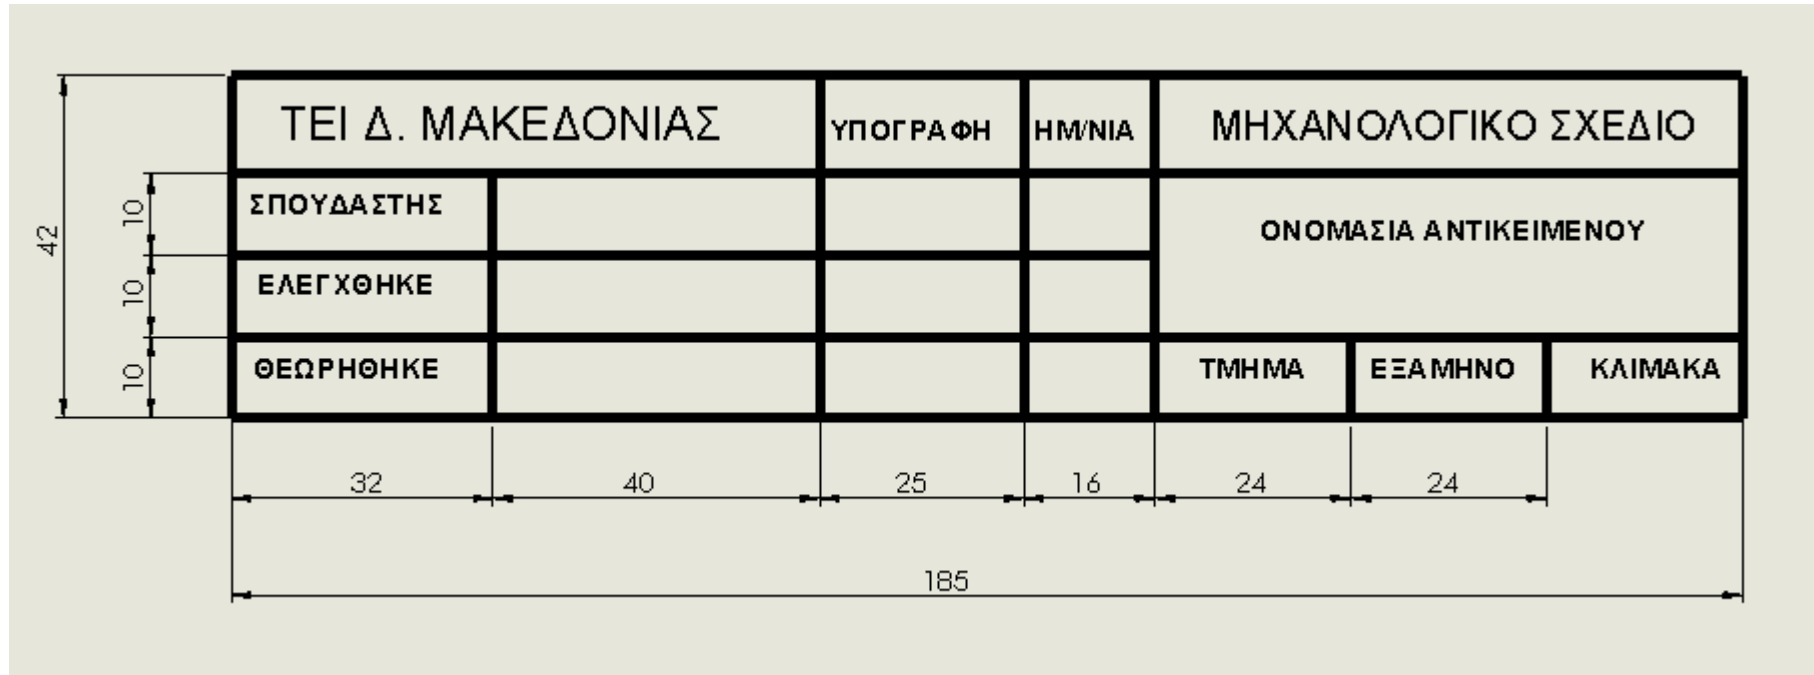 ΤΕΙ Δ. ΜΑΚΕΔΟΝΙΑΣ ΥΠΟΓΡΑΦΗ ΗΜ/ΝΙΑ ΜΗΧΑΝΟΛΟΓΙΚΟ ΣΧΕΔΙΟ
10 ΣΠΟΥΔΑΣΤΗΣ ΟΝΟΜΑΣΙΑ ΑΝΤΙΚΕΙΜΕΝΟΥ
42
10 ΕΛΕΓΧΘΗΚΕ
10 ΘΕΩΡΗΘΗΚΕ ΤΜΗΜΑ ΕΞΑΜΗΝΟ ΚΛΙΜΑΚΑ
32 40 25 16 24 24
185